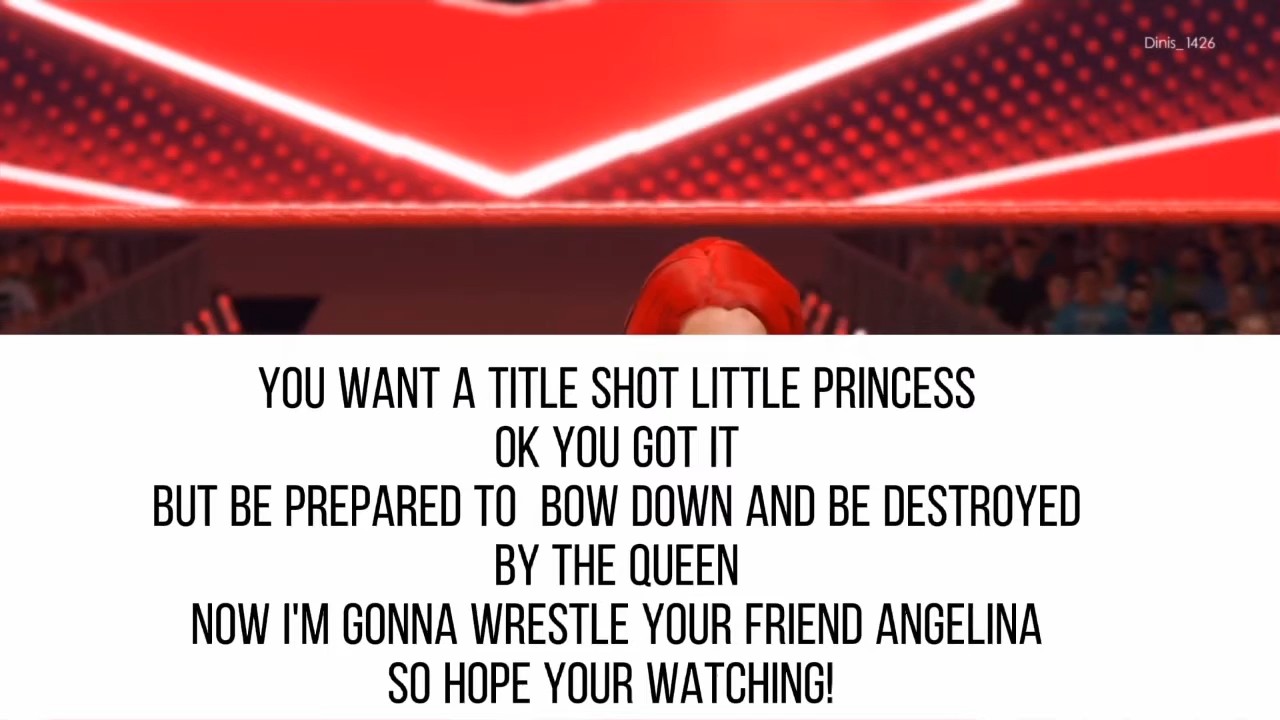 Dinis_1426
YOU WANT A TITLE SHOT LITTLE PRINCESS
OK YOU GOT IT
BUT BE PREPARED TO  BOW DOWN AND BE DESTROYED
BY THE QUEEN
NOW I'M GONNA WRESTLE YOUR FRIEND ANGELINA
SO HOPE YOUR WATCHING!